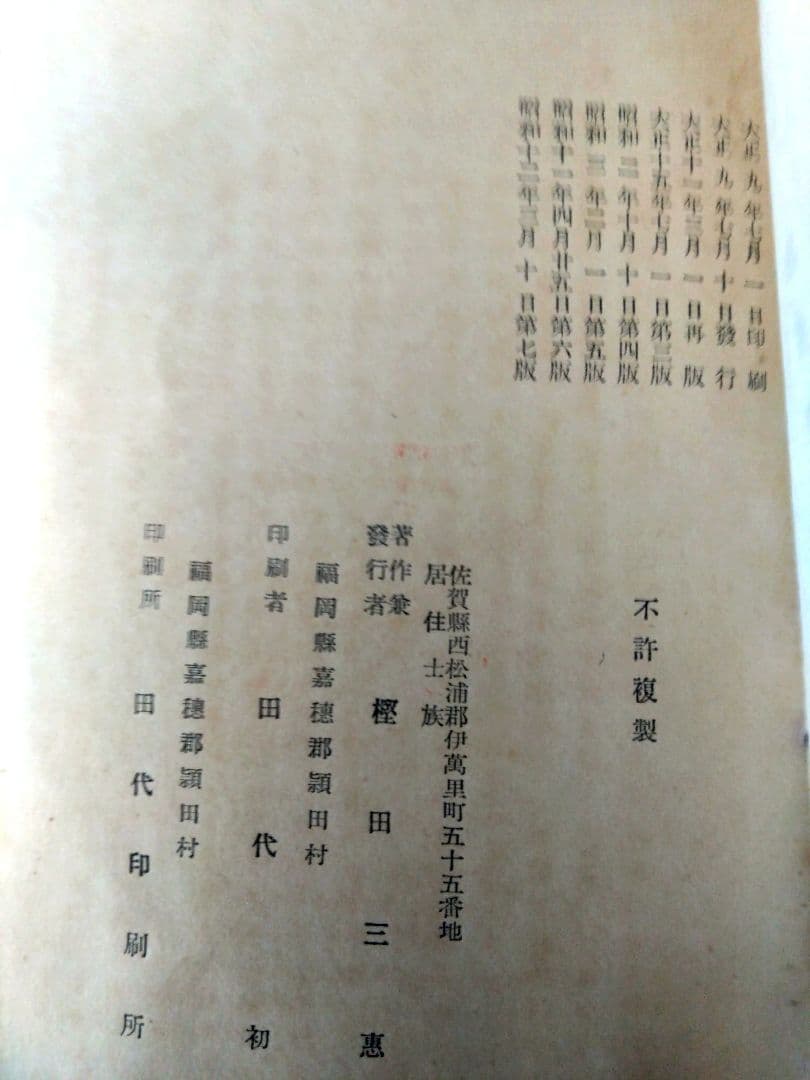 大正九年七月一日印刷
大正九年七月十日發行
大正十一年三月一日再版
大正十五年七月一日第三版
昭和二年十月十日第四版
昭和三年二月一日第五版
昭和十一年四月廿五日第六版
昭和十二年三月十日第七版
不許複製
佐賀縣西松浦郡伊萬里町五十五番地
居住士族
著作兼
發行者 樫田三惠
福岡縣嘉穗郡潁田村
印刷者 田代初
福岡縣嘉穗郡潁田村
印刷所 田代印刷所